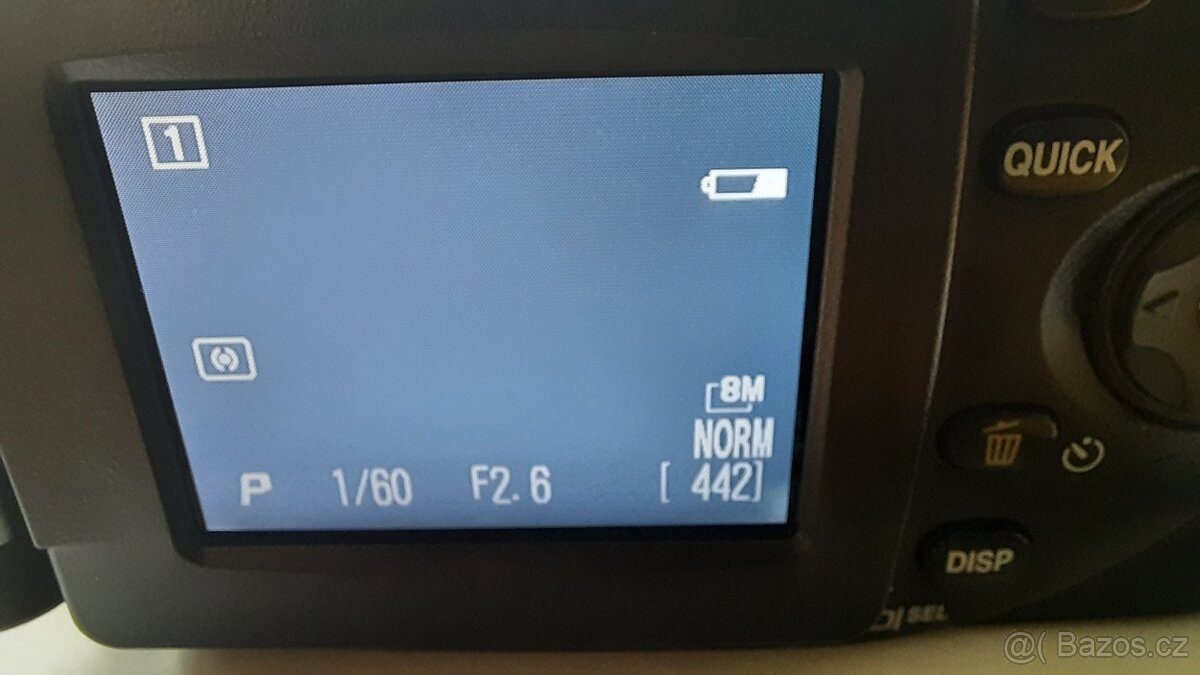 1
QUICK
8M
NORM
P 1/60 F2.6 [ 442]
DISP
SEL
@( Bazos.cz